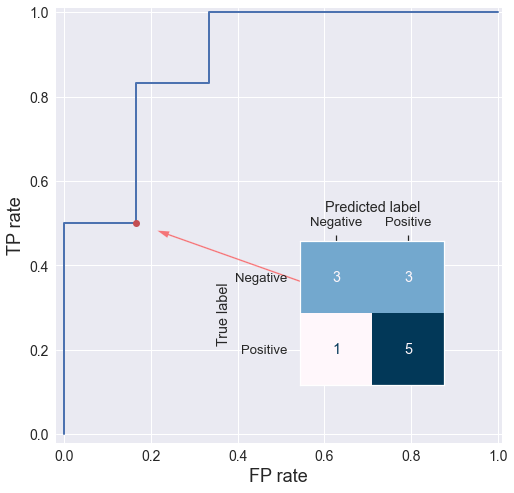 1.0
0.8
0.6
0.4
0.2
0.0
TP rate
Predicted label
Negative Positive
Negative 3 3
Positive 1 5
True label
0.0 0.2 0.4 0.6 0.8 1.0
FP rate